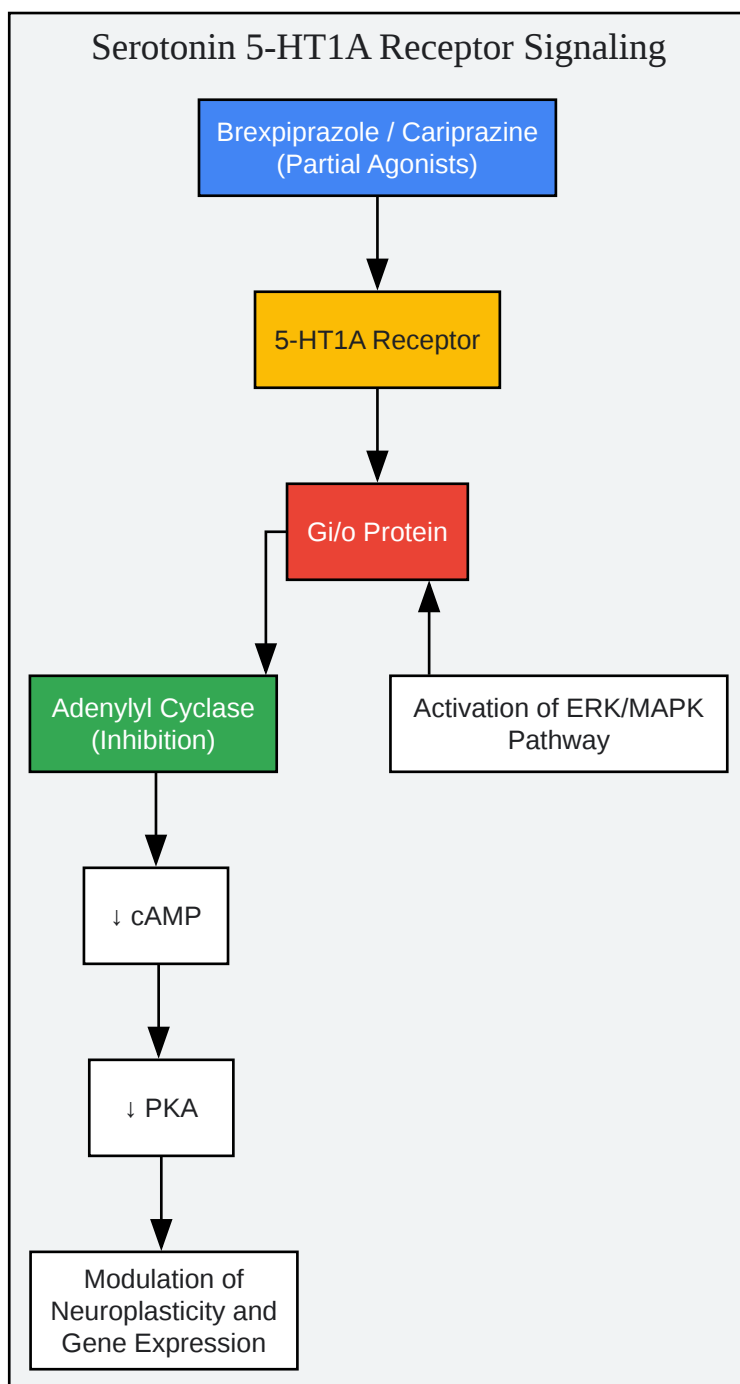 Serotonin 5-HT1A Receptor Signaling
Brexpiprazole / Cariprazine
(Partial Agonists)
5-HT1A Receptor
Gi/o Protein
Adenylyl Cyclase
(Inhibition)
Activation of ERK/MAPK
Pathway
↓ cAMP
↓ PKA
Modulation of
Neuroplasticity and
Gene Expression